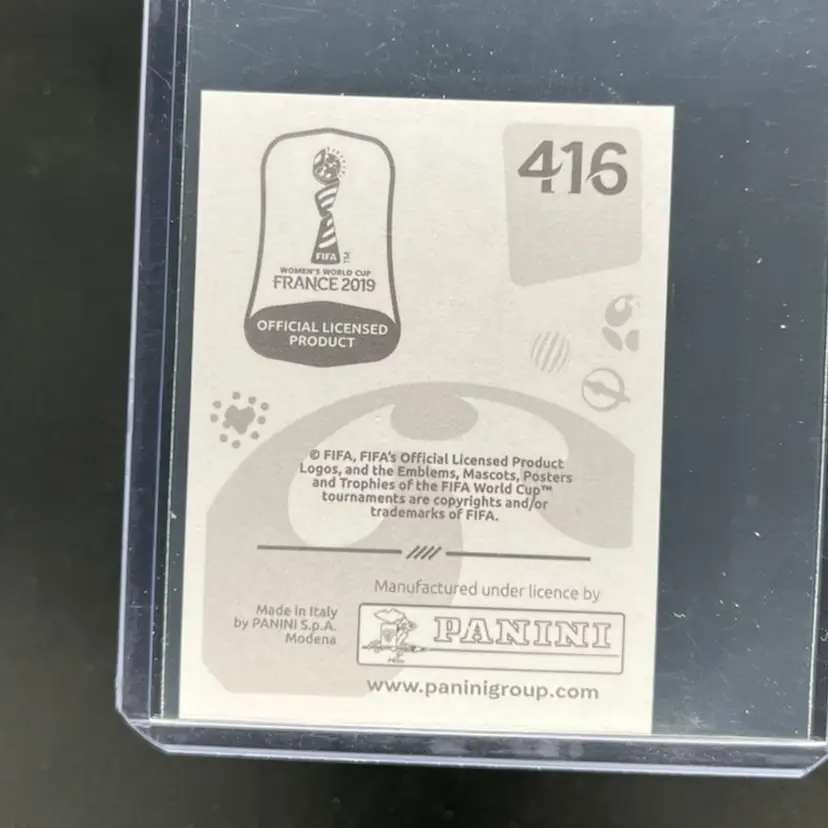 416
FIFA
TM
WOMEN'S WORLD CUP
FRANCE 2019
OFFICIAL LICENSED
PRODUCT
© FIFA, FIFA's Official Licensed Product
Logos, and the Emblems, Mascots, Posters
and Trophies of the FIFA World Cup™
tournaments are copyrights and/or
trademarks of FIFA.
Manufactured under licence by
Made in Italy
by PANINI S.p.A.
Modena
PANINI
www.paninigroup.com